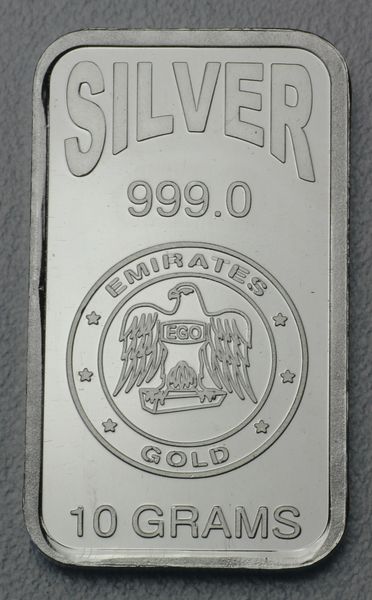 SILVER
999.0
EMIRATES
EGO
GOLD
10 GRAMS